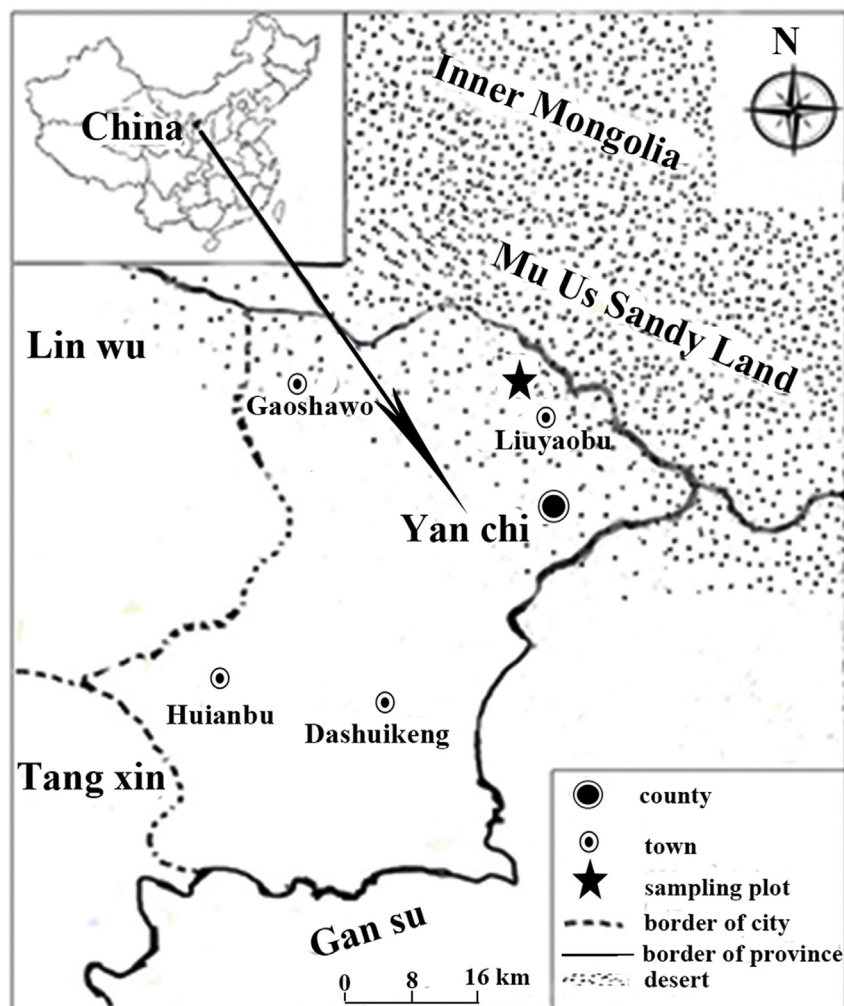 N
Inner Mongolia
China
Mu Us Sandy Land
Lin wu
Gaoshawo
Liuyaobu
Yan chi
Huianbu
Dashuikeng
Tang xin
Gan su
0 8 16 km
county
town
sampling plot
border of city
border of province
desert